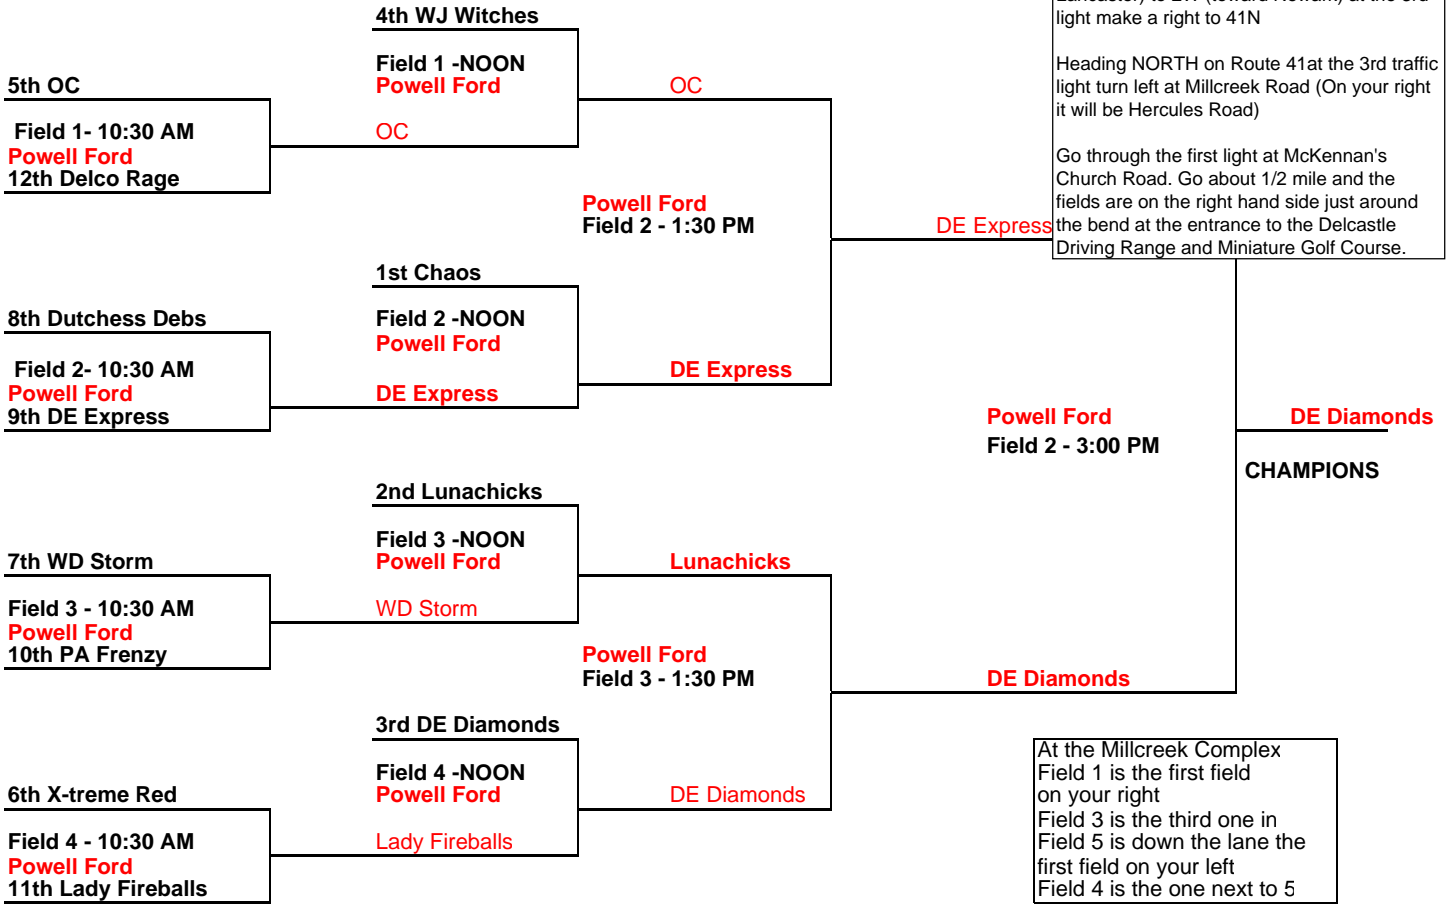 4th WJ Witches
Field 1 -NOON
Powell Ford
OC
5th OC
Field 1- 10:30 AM
Powell Ford
12th Delco Rage
OC
Powell Ford
Field 2 - 1:30 PM
DE Express
1st Chaos
8th Dutchess Debs
Field 2 -NOON
Powell Ford
Field 2- 10:30 AM
Powell Ford
9th DE Express
DE Express
DE Express
Powell Ford
Field 2 - 3:00 PM
DE Diamonds
CHAMPIONS
2nd Lunachicks
Field 3 -NOON
Powell Ford
7th WD Storm
Lunachicks
Field 3 - 10:30 AM
Powell Ford
10th PA Frenzy
WD Storm
Powell Ford
Field 3 - 1:30 PM
DE Diamonds
3rd DE Diamonds
Field 4 -NOON
Powell Ford
6th X-treme Red
DE Diamonds
Field 4 - 10:30 AM
Powell Ford
11th Lady Fireballs
Lady Fireballs
light make a right to 41N
Heading NORTH on Route 41at the 3rd traffic
light turn left at Millcreek Road (On your right
it will be Hercules Road)
Go through the first light at McKennan's
Church Road. Go about 1/2 mile and the
fields are on the right hand side just around
the bend at the entrance to the Delcastle
Driving Range and Miniature Golf Course.
At the Millcreek Complex
Field 1 is the first field
on your right
Field 3 is the third one in
Field 5 is down the lane the
first field on your left
Field 4 is the one next to 5